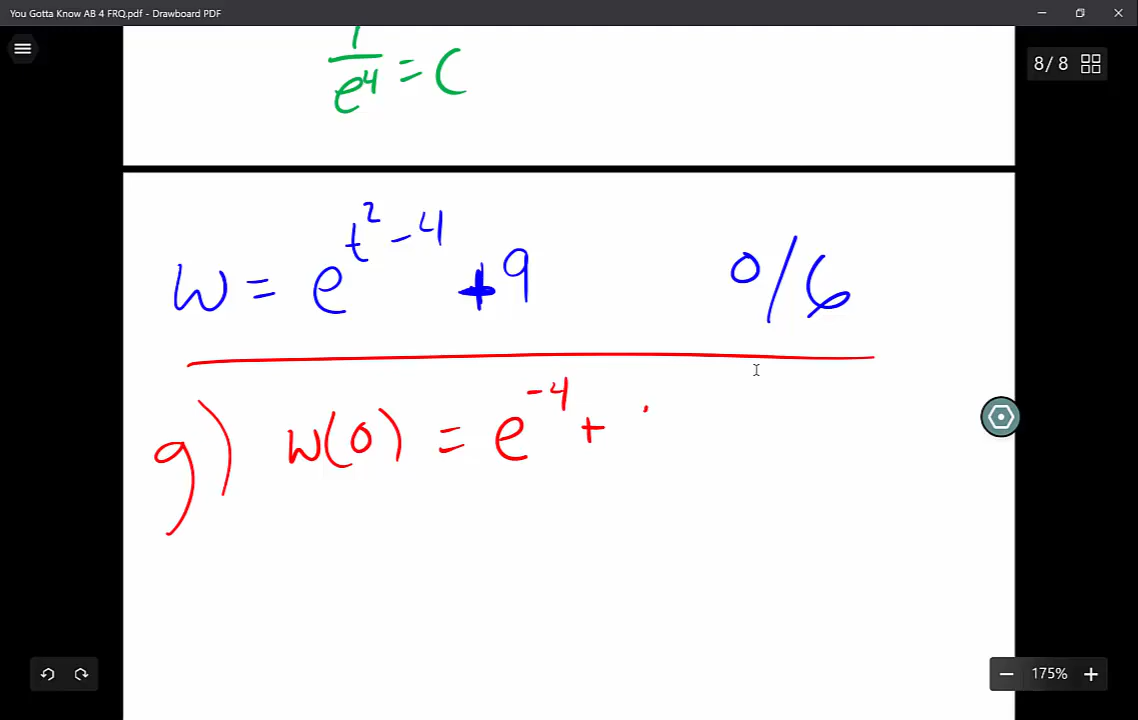 You Gotta Know AB 4 FRQ.pdf - Drawboard PDF
8 / 8
1/e^4 = C
w = e^{t^2 - 4} + 9 0/6
g) w(0) = e^{-4} +
175%